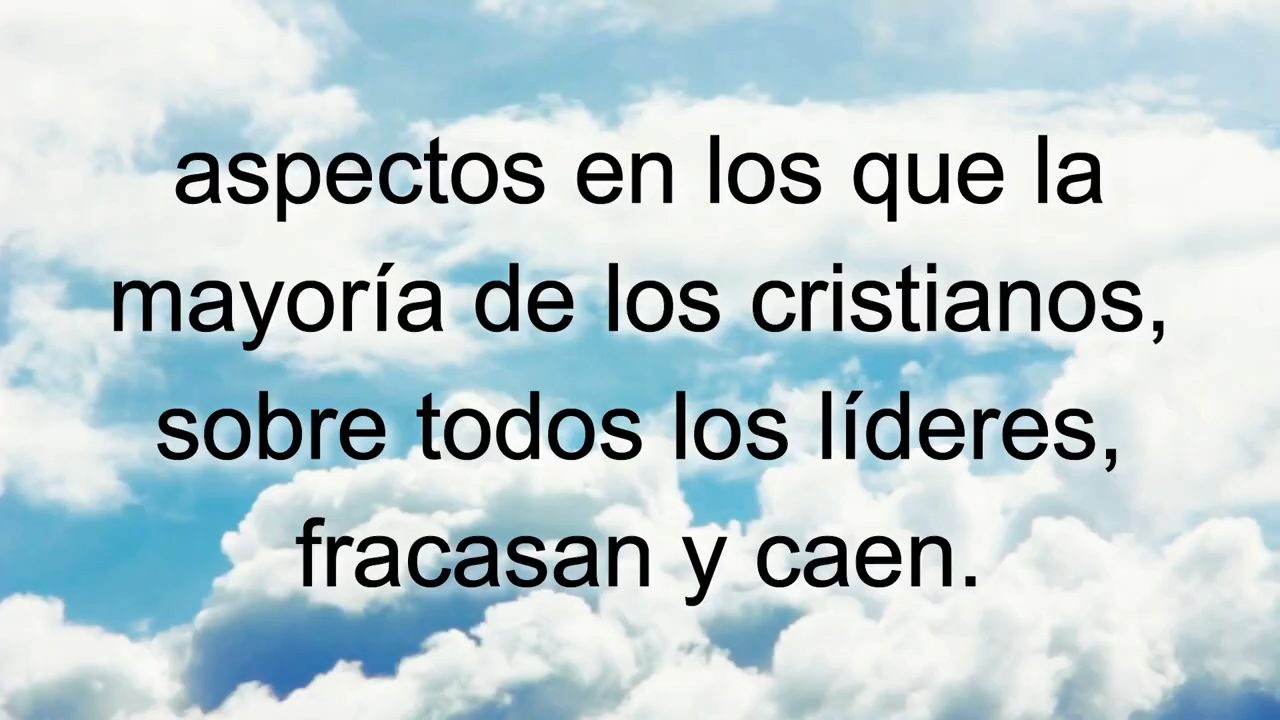 aspectos en los que la
mayoría de los cristianos,
sobre todos los líderes,
fracasan y caen.